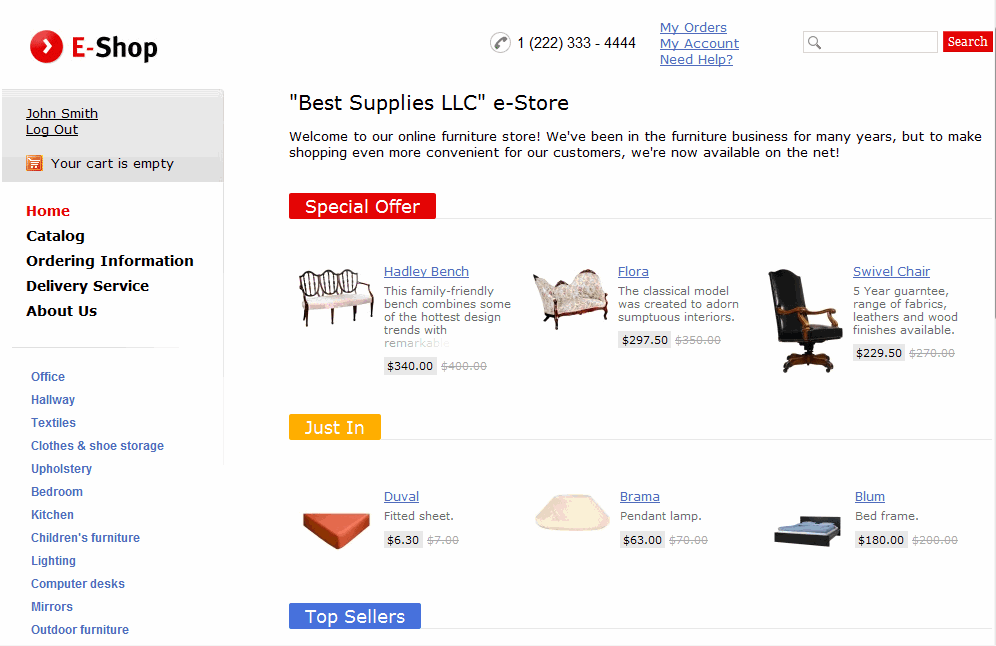 E-Shop
1 (222) 333 - 4444
My Orders
My Account
Need Help?
Search
John Smith
Log Out
Your cart is empty
Home
Catalog
Ordering Information
Delivery Service
About Us
Office
Hallway
Textiles
Clothes & shoe storage
Upholstery
Bedroom
Kitchen
Children's furniture
Lighting
Computer desks
Mirrors
Outdoor furniture
"Best Supplies LLC" e-Store
Welcome to our online furniture store! We've been in the furniture business for many years, but to make
shopping even more convenient for our customers, we're now available on the net!
Special Offer
Hadley Bench
This family-friendly
bench combines some
of the hottest design
trends with
remarkable
$340.00 $400.00
Flora
The classical model
was created to adorn
sumptuous interiors.
$297.50 $350.00
Swivel Chair
5 Year guarntee,
range of fabrics,
leathers and wood
finishes available.
$229.50 $270.00
Just In
Duval
Fitted sheet.
$6.30 $7.00
Brama
Pendant lamp.
$63.00 $70.00
Blum
Bed frame.
$180.00 $200.00
Top Sellers